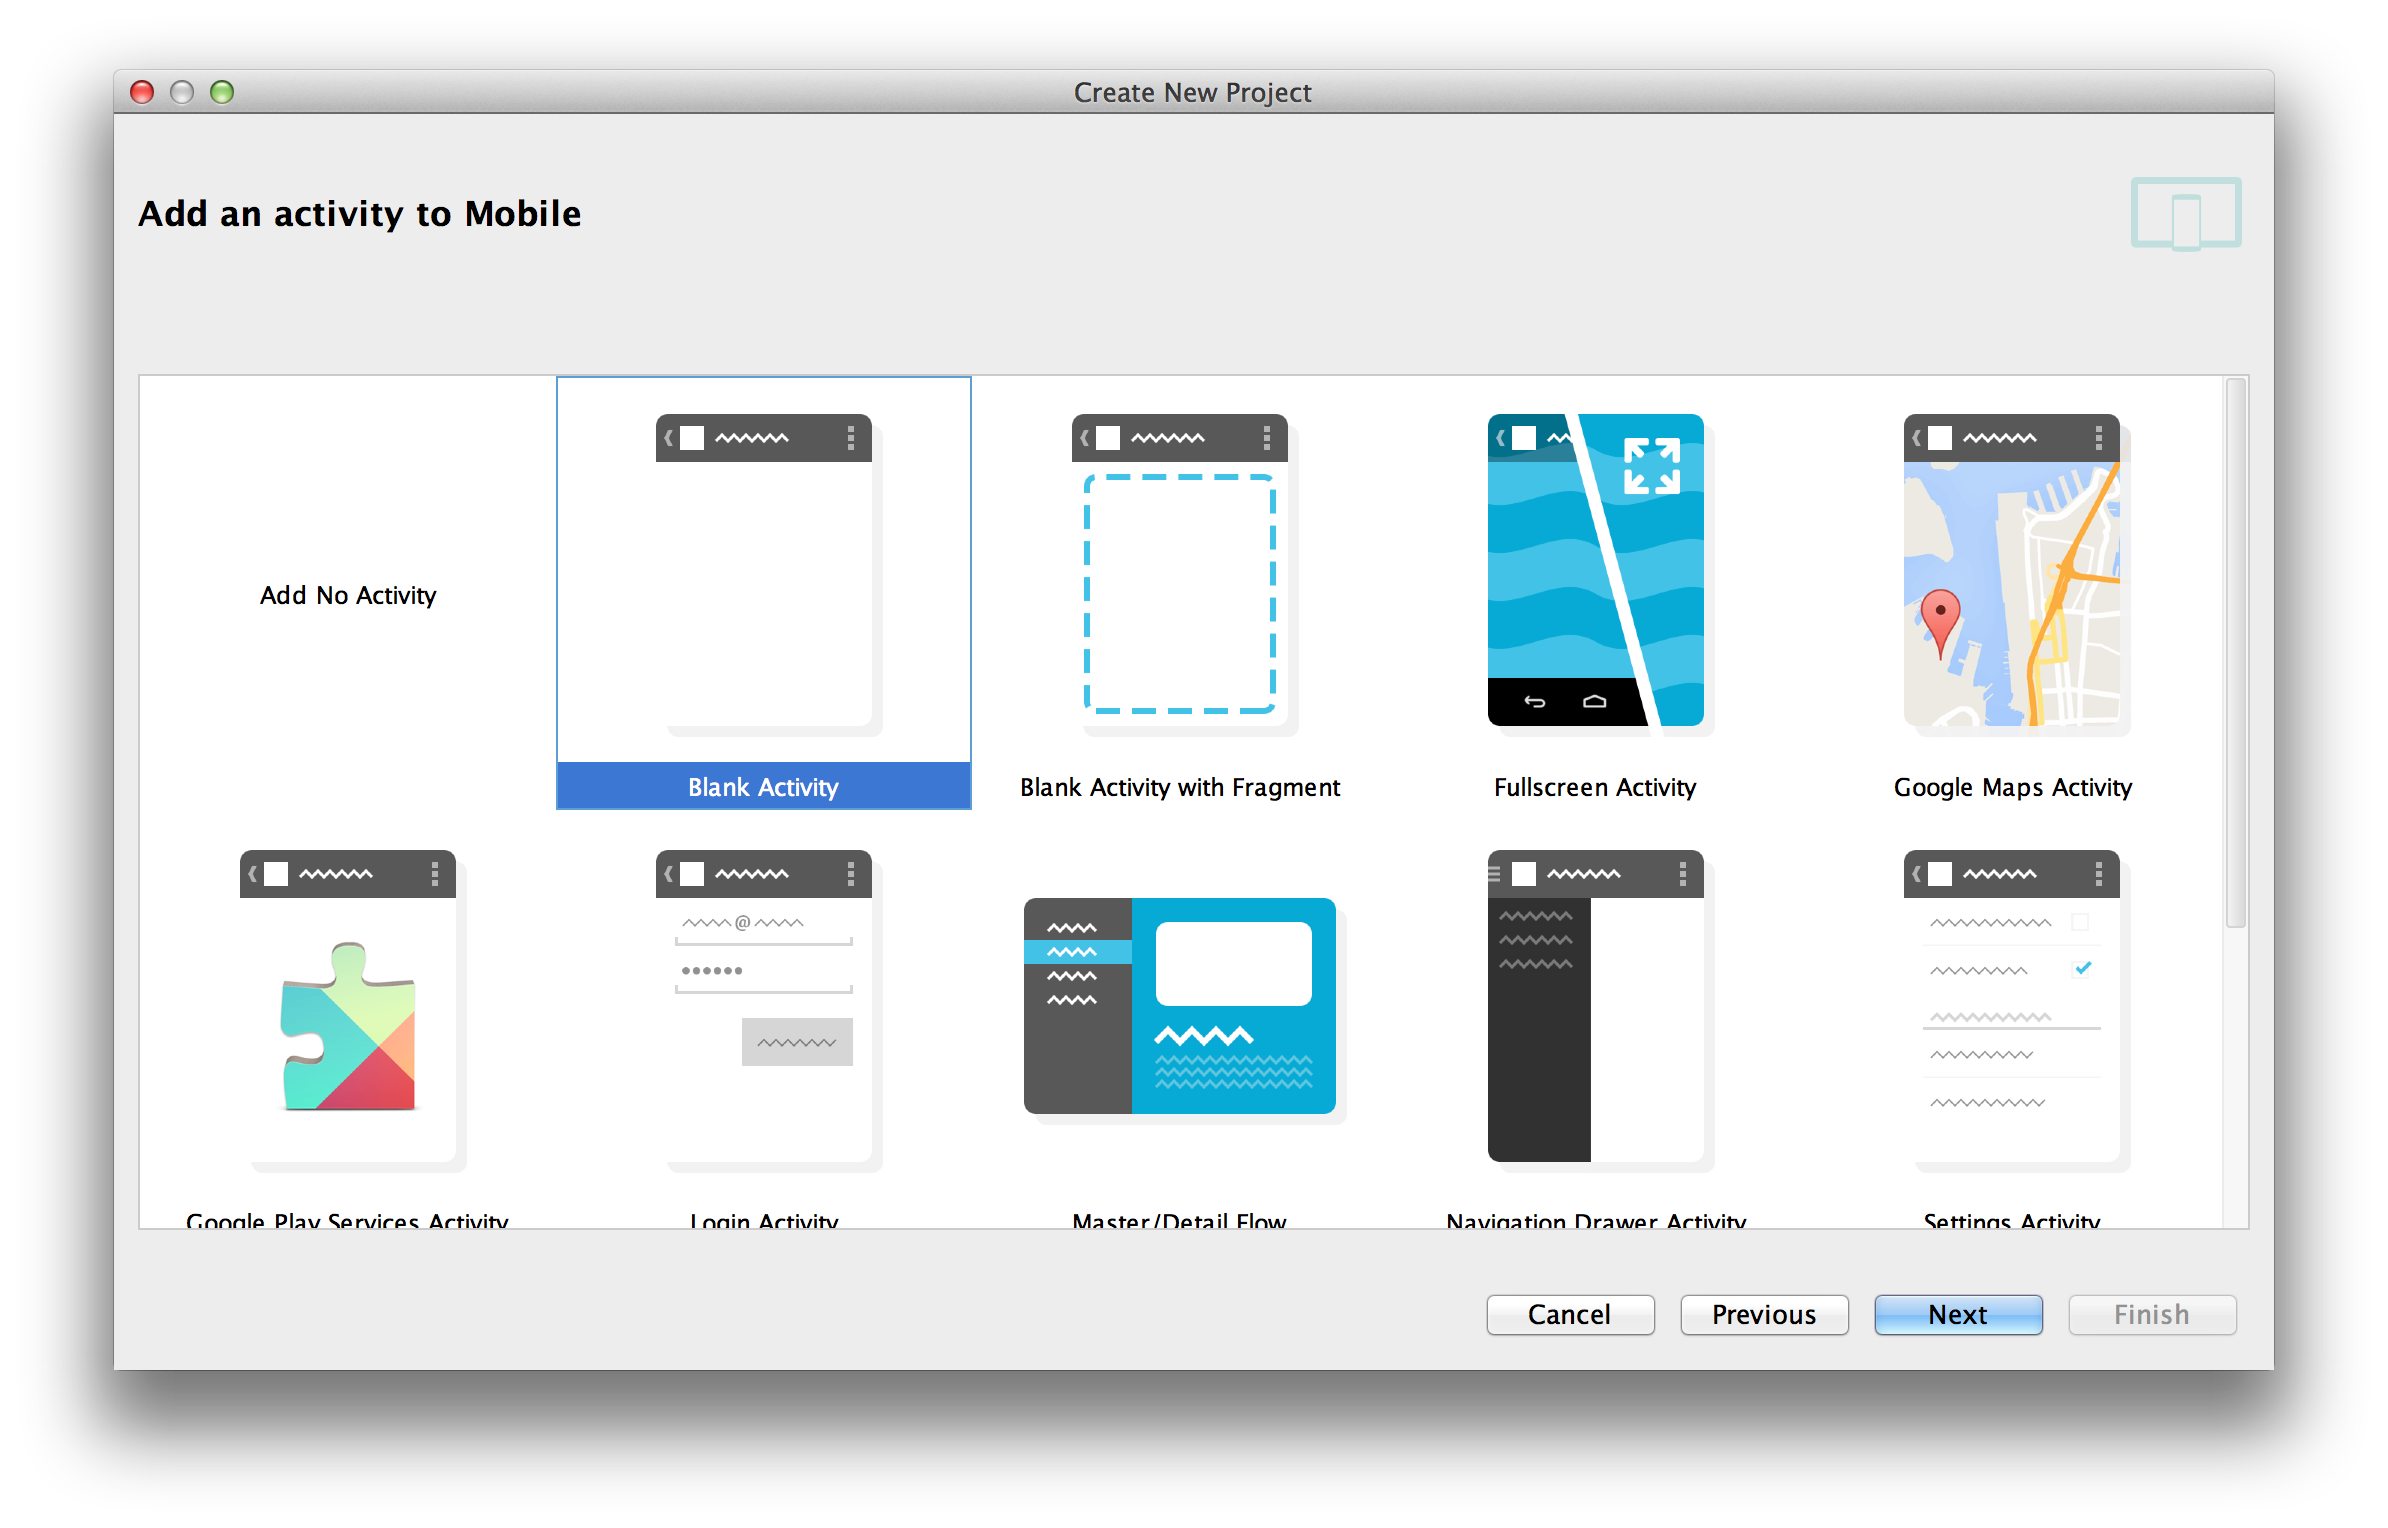 Create New Project
Add an activity to Mobile
Add No Activity
Blank Activity
Blank Activity with Fragment
Fullscreen Activity
Google Maps Activity
@
Google Play Services Activity
Login Activity
Master/Detail Flow
Navigation Drawer Activity
Settings Activity
Cancel
Previous
Next
Finish